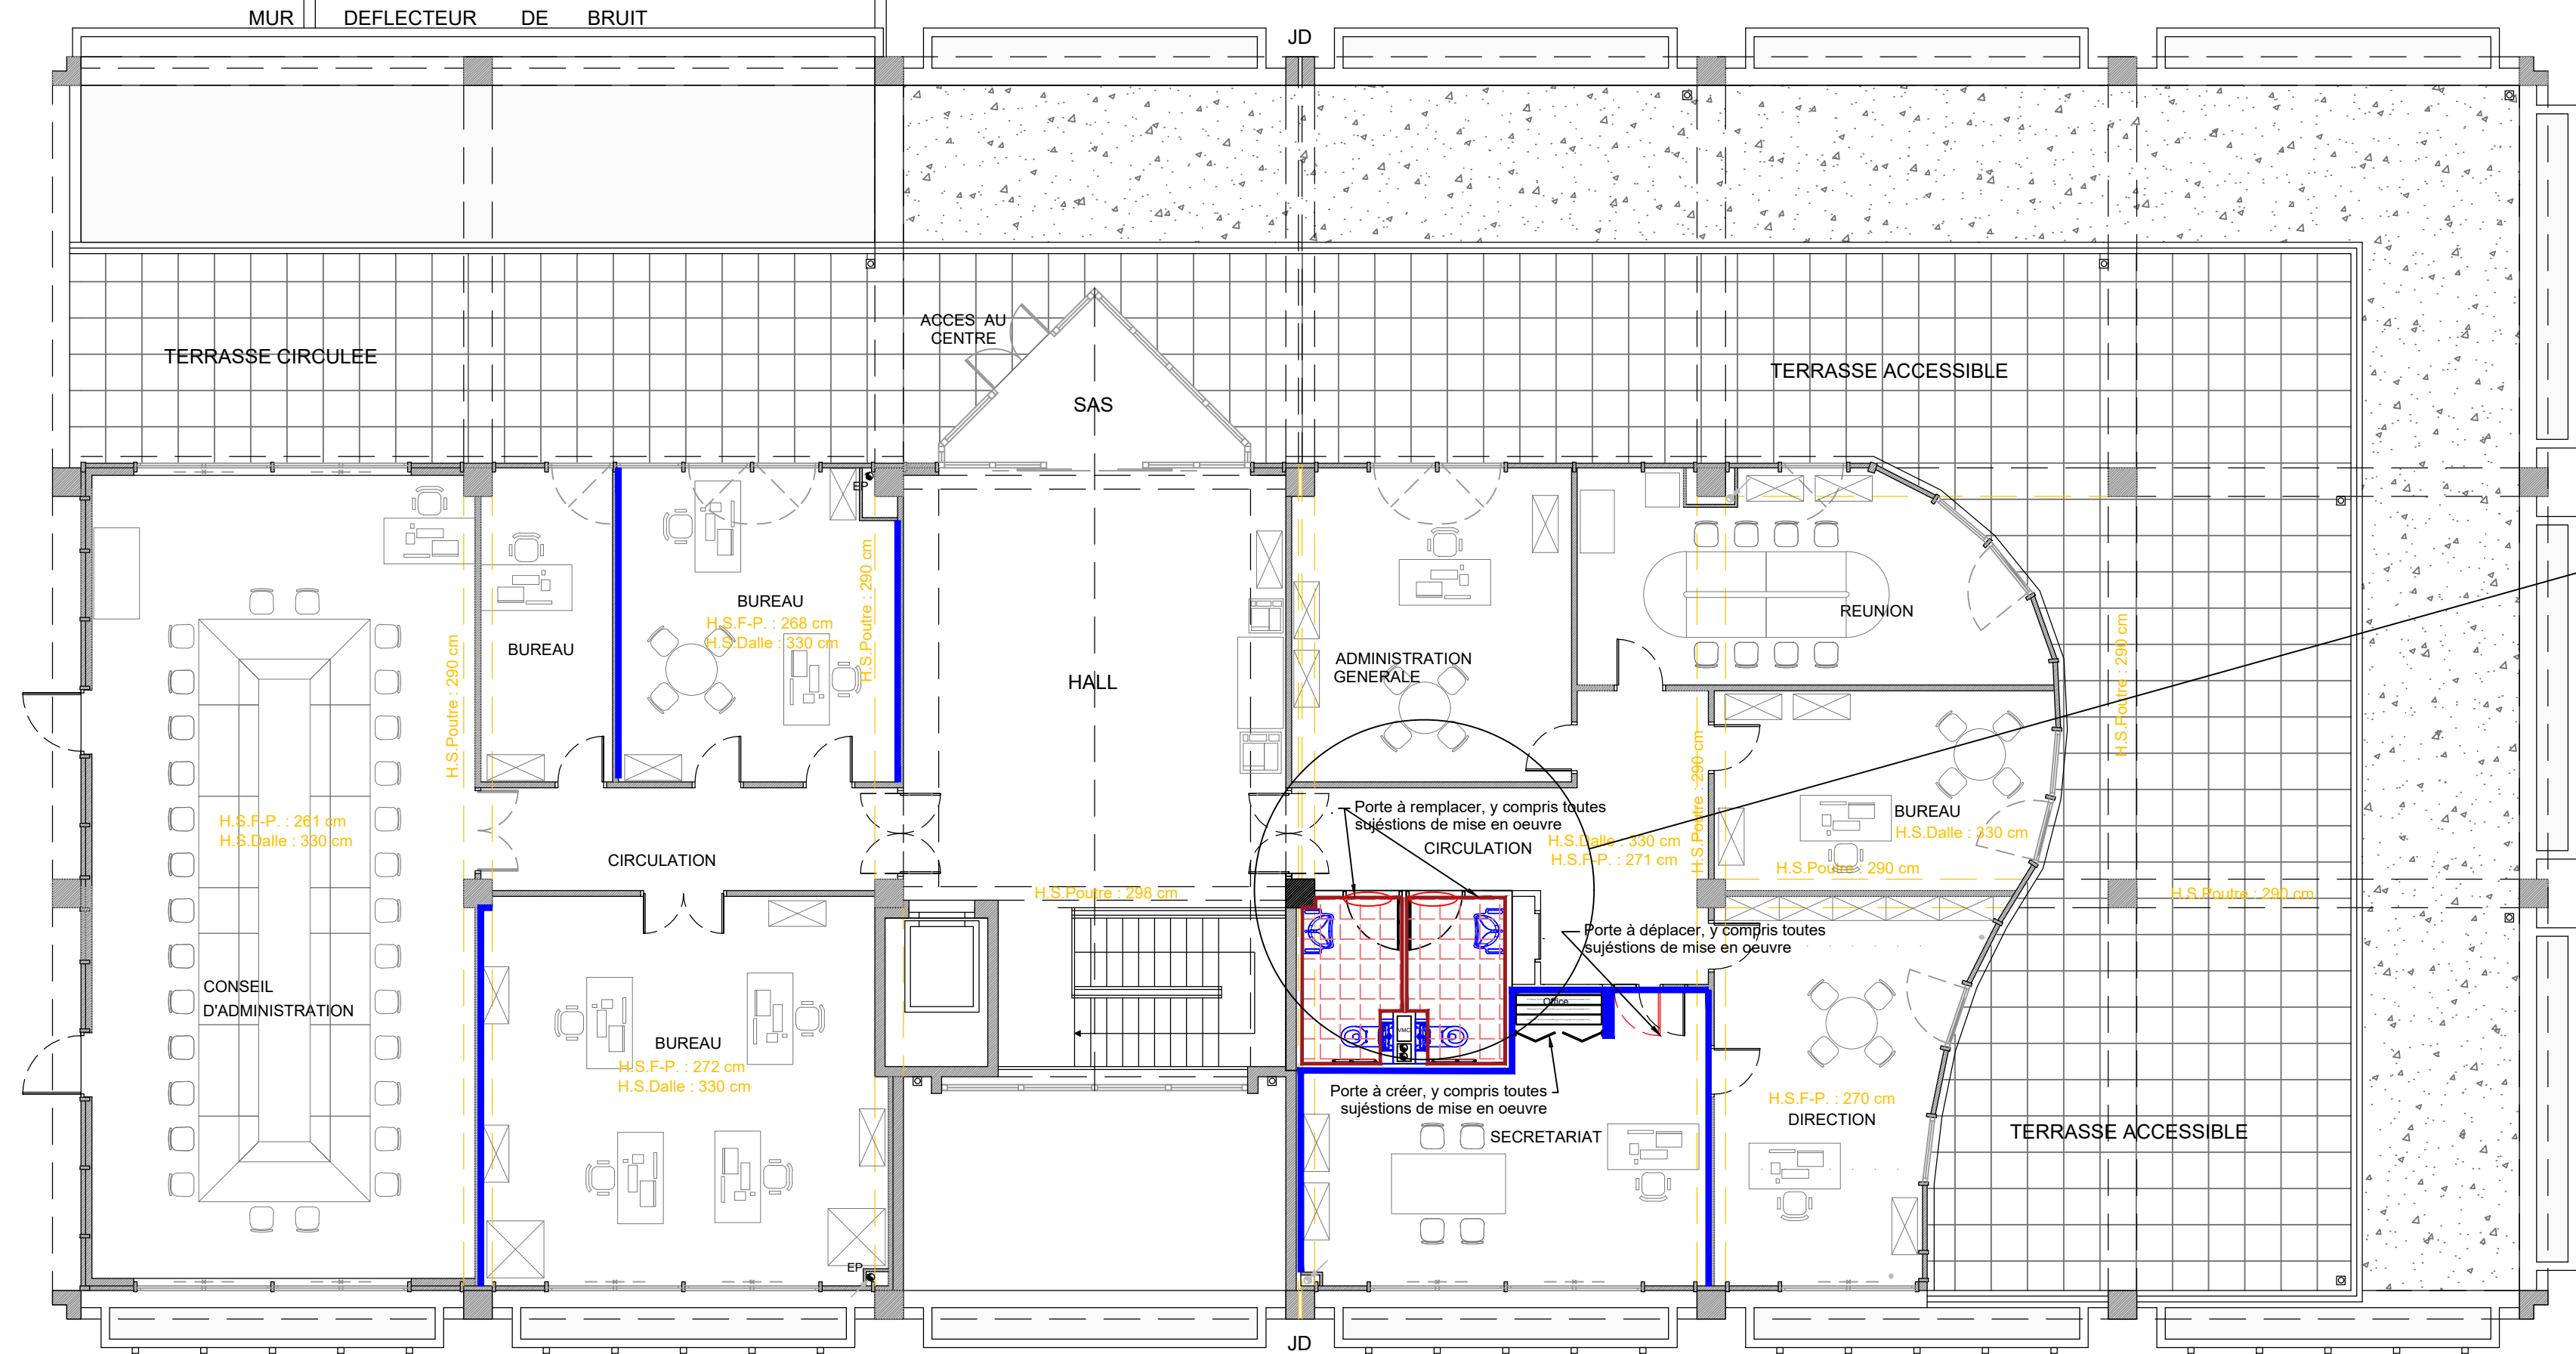 MUR DEFLECTEUR DE BRUIT
JD
ACCES AU
CENTRE
TERRASSE CIRCULEE
TERRASSE ACCESSIBLE
SAS
EP
BUREAU
H.S.F-P. : 268 cm
H.S.Dalle : 330 cm
H.S.Poutre : 290 cm
BUREAU
H.S.Poutre : 290 cm
HALL
ADMINISTRATION
GENERALE
REUNION
H.S.Poutre : 290 cm
H.S.F-P. : 261 cm
H.S.Dalle : 330 cm
CIRCULATION
Porte à remplacer, y compris toutes
sujéstions de mise en oeuvre
CIRCULATION
H.S.Dalle : 330 cm
H.S.F-P. : 271 cm
H.S.Poutre : 290 cm
BUREAU
H.S.Dalle : 330 cm
H.S.Poutre : 290 cm
H.S.Poutre : 298 cm
H.S.Poutre : 290 cm
Porte à déplacer, y compris toutes
sujéstions de mise en oeuvre
CONSEIL
D'ADMINISTRATION
Office
VMC
BUREAU
H.S.F-P. : 272 cm
H.S.Dalle : 330 cm
Porte à créer, y compris toutes
sujéstions de mise en oeuvre
H.S.F-P. : 270 cm
DIRECTION
SECRETARIAT
TERRASSE ACCESSIBLE
EP
JD